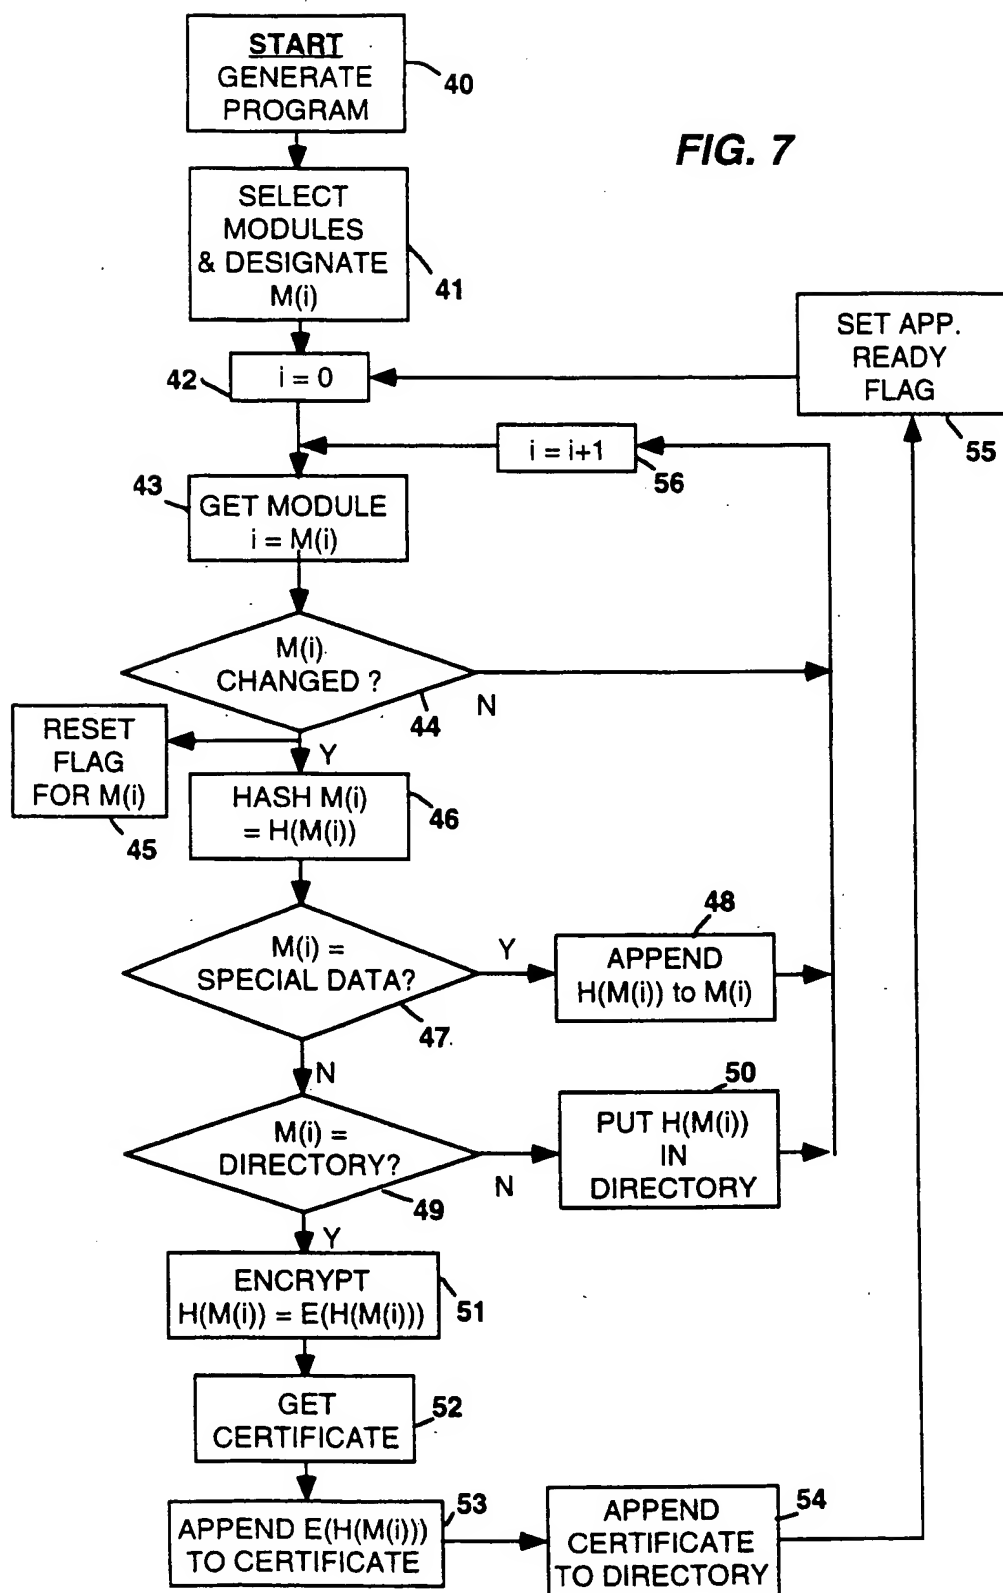 START
GENERATE
PROGRAM
40
FIG. 7
SELECT
MODULES
& DESIGNATE
M(i)
41
SET APP.
READY
FLAG
55
i = 0
42
i = i+1
56
43
GET MODULE
i = M(i)
M(i)
CHANGED ?
44
N
RESET
FLAG
FOR M(i)
45
Y
HASH M(i)
= H(M(i))
46
M(i) =
SPECIAL DATA?
47
Y
48
APPEND
H(M(i)) to M(i)
N
M(i) =
DIRECTORY?
49
N
50
PUT H(M(i))
IN
DIRECTORY
Y
ENCRYPT
H(M(i)) = E(H(M(i)))
51
GET
CERTIFICATE
52
APPEND E(H(M(i)))
TO CERTIFICATE
53
APPEND
CERTIFICATE
TO DIRECTORY
54